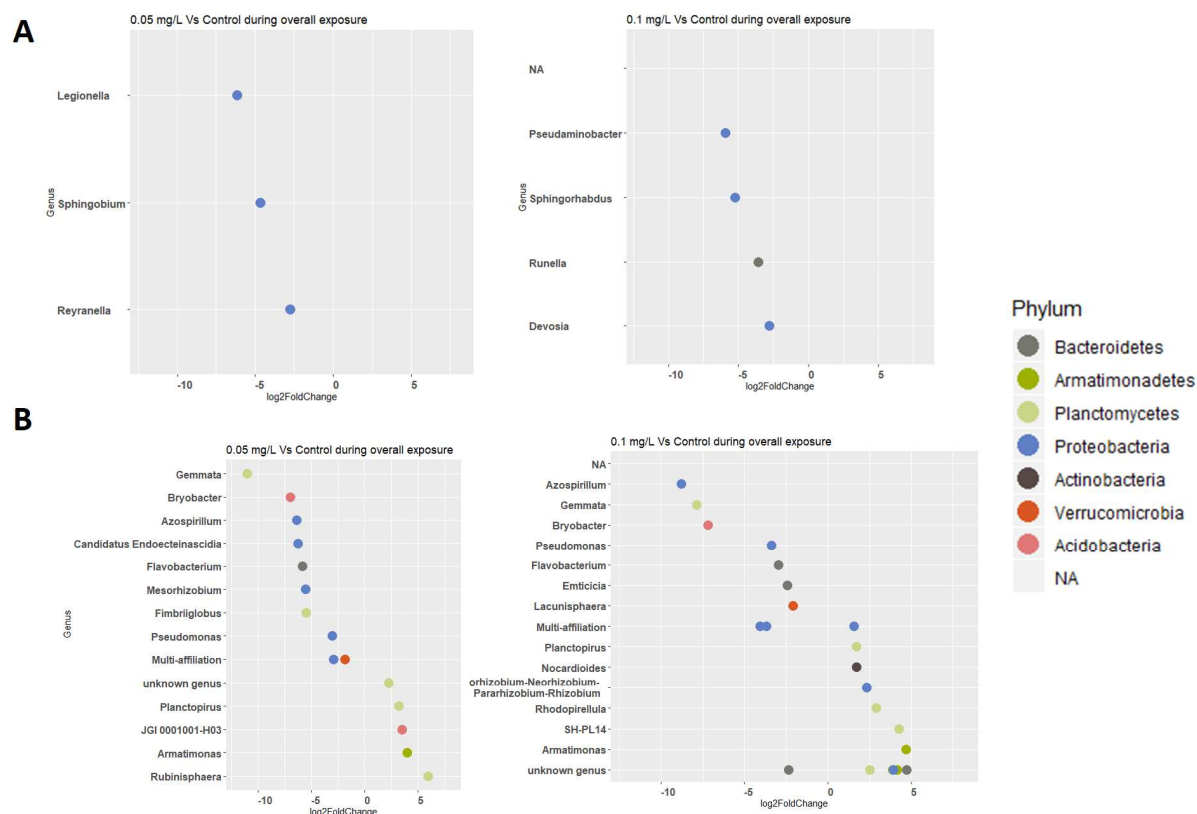 A
0.05 mg/L Vs Control during overall exposure
Genus
Legionella
Sphingobium
Reyranella
-10 -5 0 5
log2FoldChange
0.1 mg/L Vs Control during overall exposure
NA
Pseudaminobacter
Sphingorhabdus
Runella
Devosia
-10 -5 0 5
log2FoldChange
Phylum
Bacteroidetes
Armatimonadetes
Planctomycetes
Proteobacteria
Actinobacteria
Verrucomicrobia
Acidobacteria
NA
B
0.05 mg/L Vs Control during overall exposure
Genus
Gemmata
Bryobacter
Azospirillum
Candidatus Endoecteinascidia
Flavobacterium
Mesorhizobium
Fimbriiglobus
Pseudomonas
Multi-affiliation
unknown genus
Planctopirus
JGI 0001001-H03
Armatimonas
Rubinisphaera
-10 -5 0 5
log2FoldChange
0.1 mg/L Vs Control during overall exposure
NA
Azospirillum
Gemmata
Bryobacter
Pseudomonas
Flavobacterium
Emticicia
Lacunisphaera
Multi-affiliation
Planctopirus
Nocardioides
orhizobium-Neorhizobium-
Pararhizobium-Rhizobium
Rhodopirellula
SH-PL14
Armatimonas
unknown genus
-10 -5 0 5
log2FoldChange